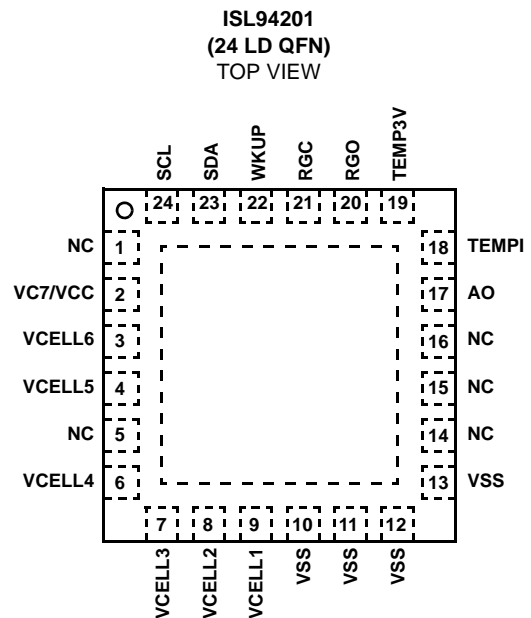 ISL94201
(24 LD QFN)
TOP VIEW
SCL
SDA
WKUP
RGC
RGO
TEMP3V
24 23 22 21 20 19
NC 1
VC7/VCC 2
VCELL6 3
VCELL5 4
NC 5
VCELL4 6
18 TEMPI
17 AO
16 NC
15 NC
14 NC
13 VSS
7 8 9 10 11 12
VCELL3
VCELL2
VCELL1
VSS
VSS
VSS